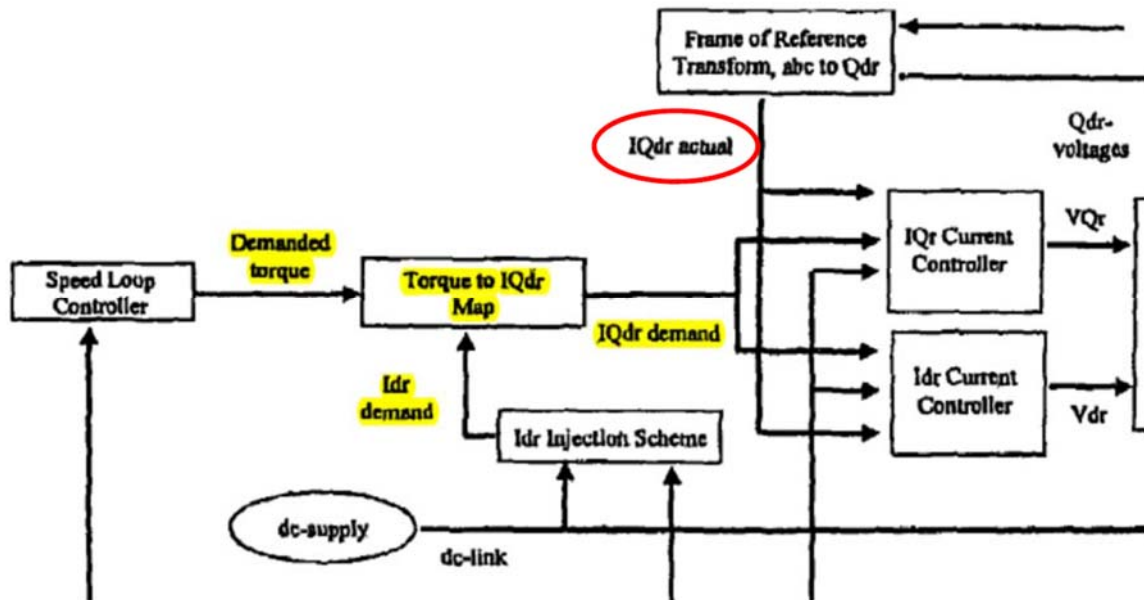 Frame of Reference
Transform, abc to Qdr
IQdr actual
Qdr-
voltages
Demanded
torque
Speed Loop
Controller
Torque to IQdr
Map
IQdr demand
IQr Current
Controller
VQr
Idr
demand
Idr Injection Scheme
Idr Current
Controller
Vdr
dc-supply
dc-link